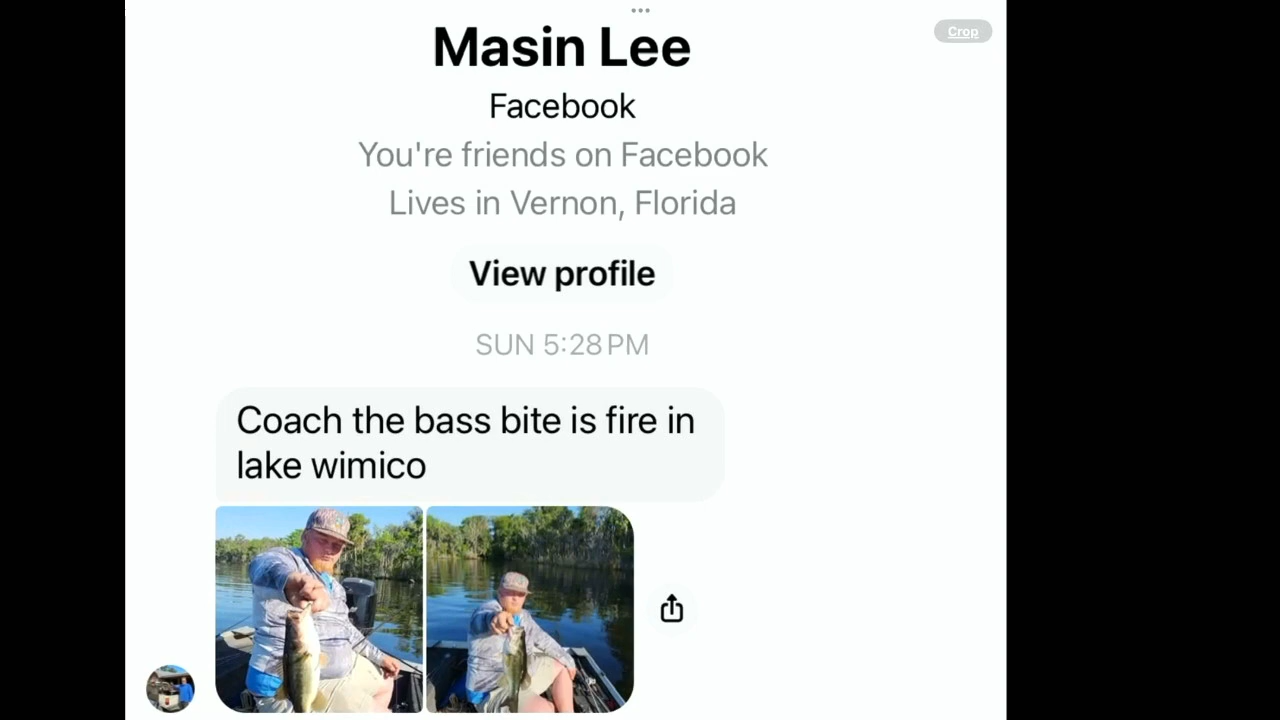 Crop
Masin Lee
Facebook
You're friends on Facebook
Lives in Vernon, Florida
View profile
SUN 5:28 PM
Coach the bass bite is fire in
lake wimico